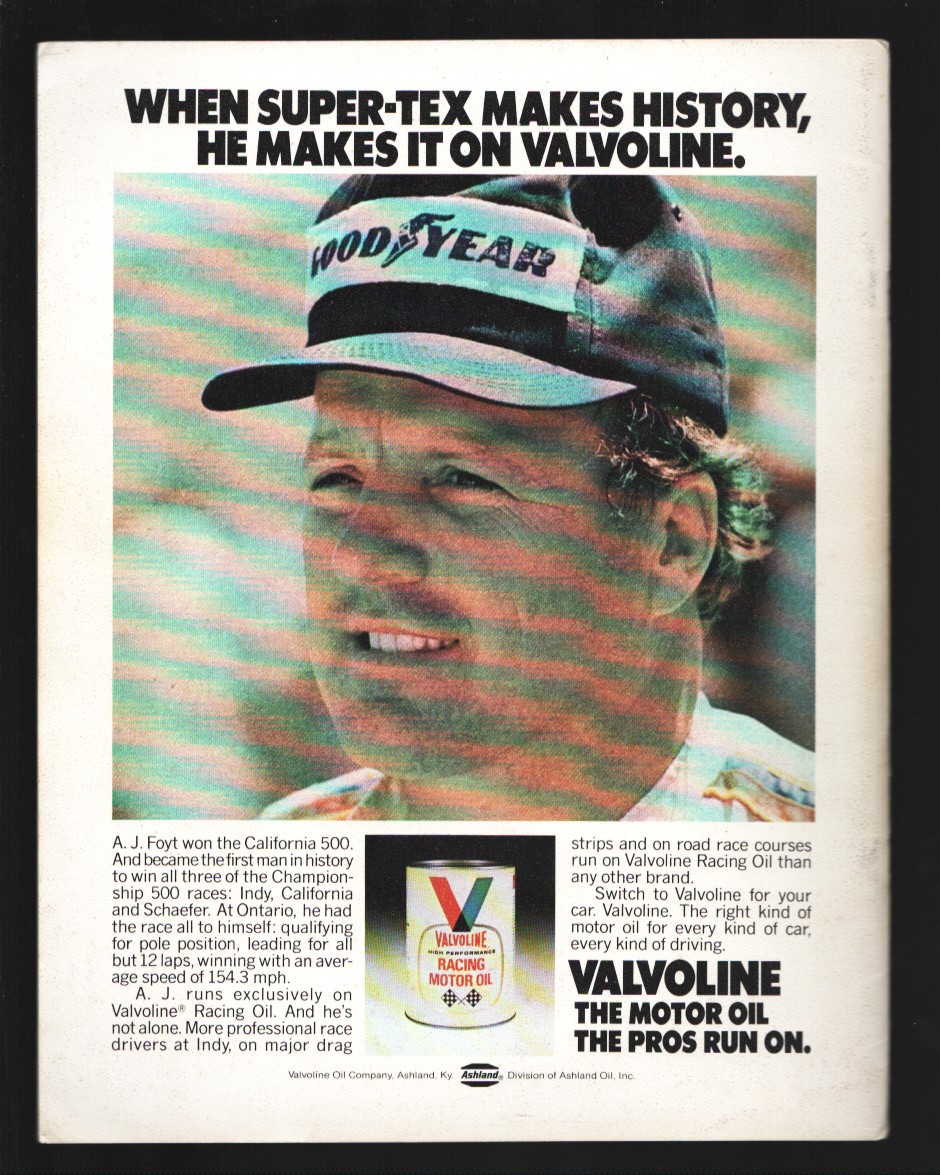 WHEN SUPER-TEX MAKES HISTORY,
HE MAKES IT ON VALVOLINE.
GOOD YEAR
A. J. Foyt won the California 500.
And became the first man in history
to win all three of the Champion-
ship 500 races: Indy, California
and Schaefer. At Ontario, he had
the race all to himself: qualifying
for pole position, leading for all
but 12 laps, winning with an aver-
age speed of 154.3 mph.
A. J. runs exclusively on
Valvoline® Racing Oil. And he's
not alone. More professional race
drivers at Indy, on major drag
V
VALVOLINE
HIGH PERFORMANCE
RACING
MOTOR OIL
strips and on road race courses
run on Valvoline Racing Oil than
any other brand.
Switch to Valvoline for your
car. Valvoline. The right kind of
motor oil for every kind of car,
every kind of driving.
VALVOLINE
THE MOTOR OIL
THE PROS RUN ON.
Valvoline Oil Company, Ashland, Ky. Ashland® Division of Ashland Oil, Inc.